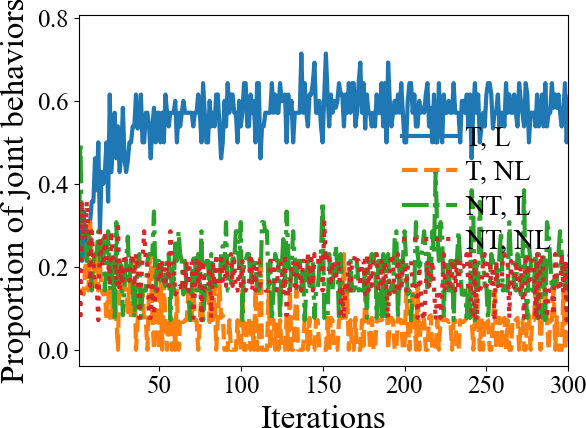 Proportion of joint behaviors
0.8
0.6
0.4
0.2
0.0
T, L
T, NL
NT, L
NT, NL
50
100
150
200
250
300
Iterations